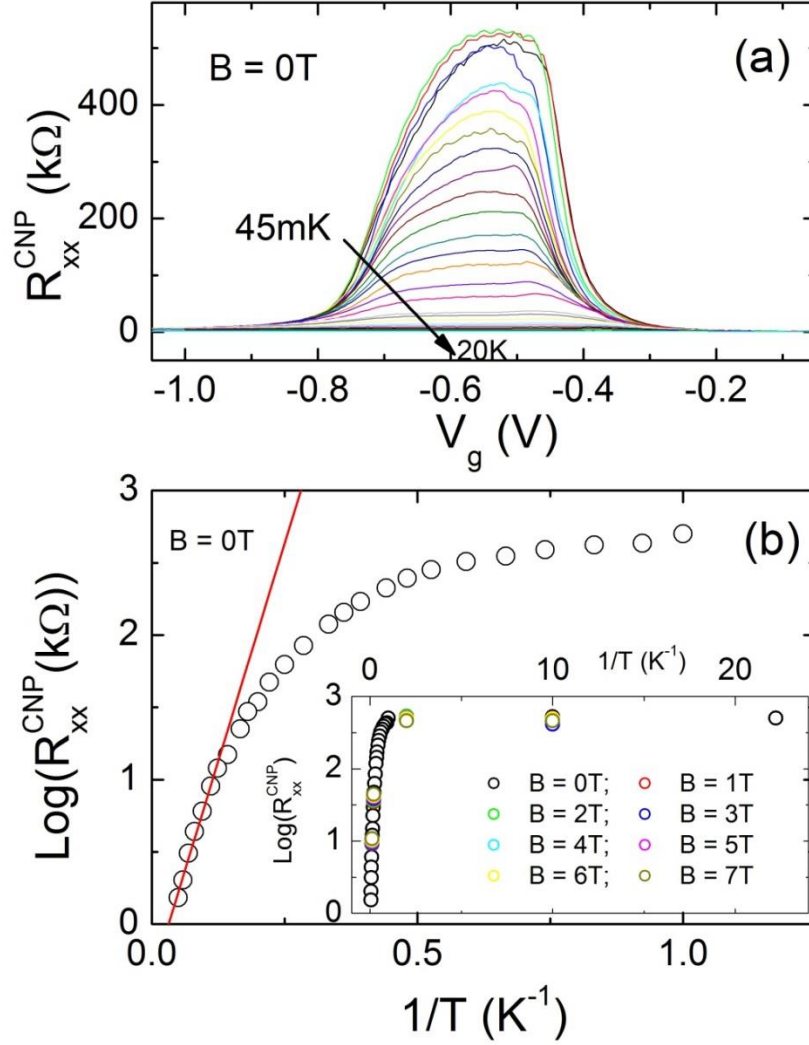 (a)
B = 0T
400
200
0
R_xx^CNP (kΩ)
45mK
20K
-1.0 -0.8 -0.6 -0.4 -0.2
V_g (V)
(b)
B = 0T
3
2
1
0
Log(R_xx^CNP(kΩ))
0.0 0.5 1.0
1/T (K⁻¹)
0 10 20
1/T (K⁻¹)
3
2
1
0
Log(R_xx^CNP)
B = 0T; B = 1T
B = 2T; B = 3T
B = 4T; B = 5T
B = 6T; B = 7T